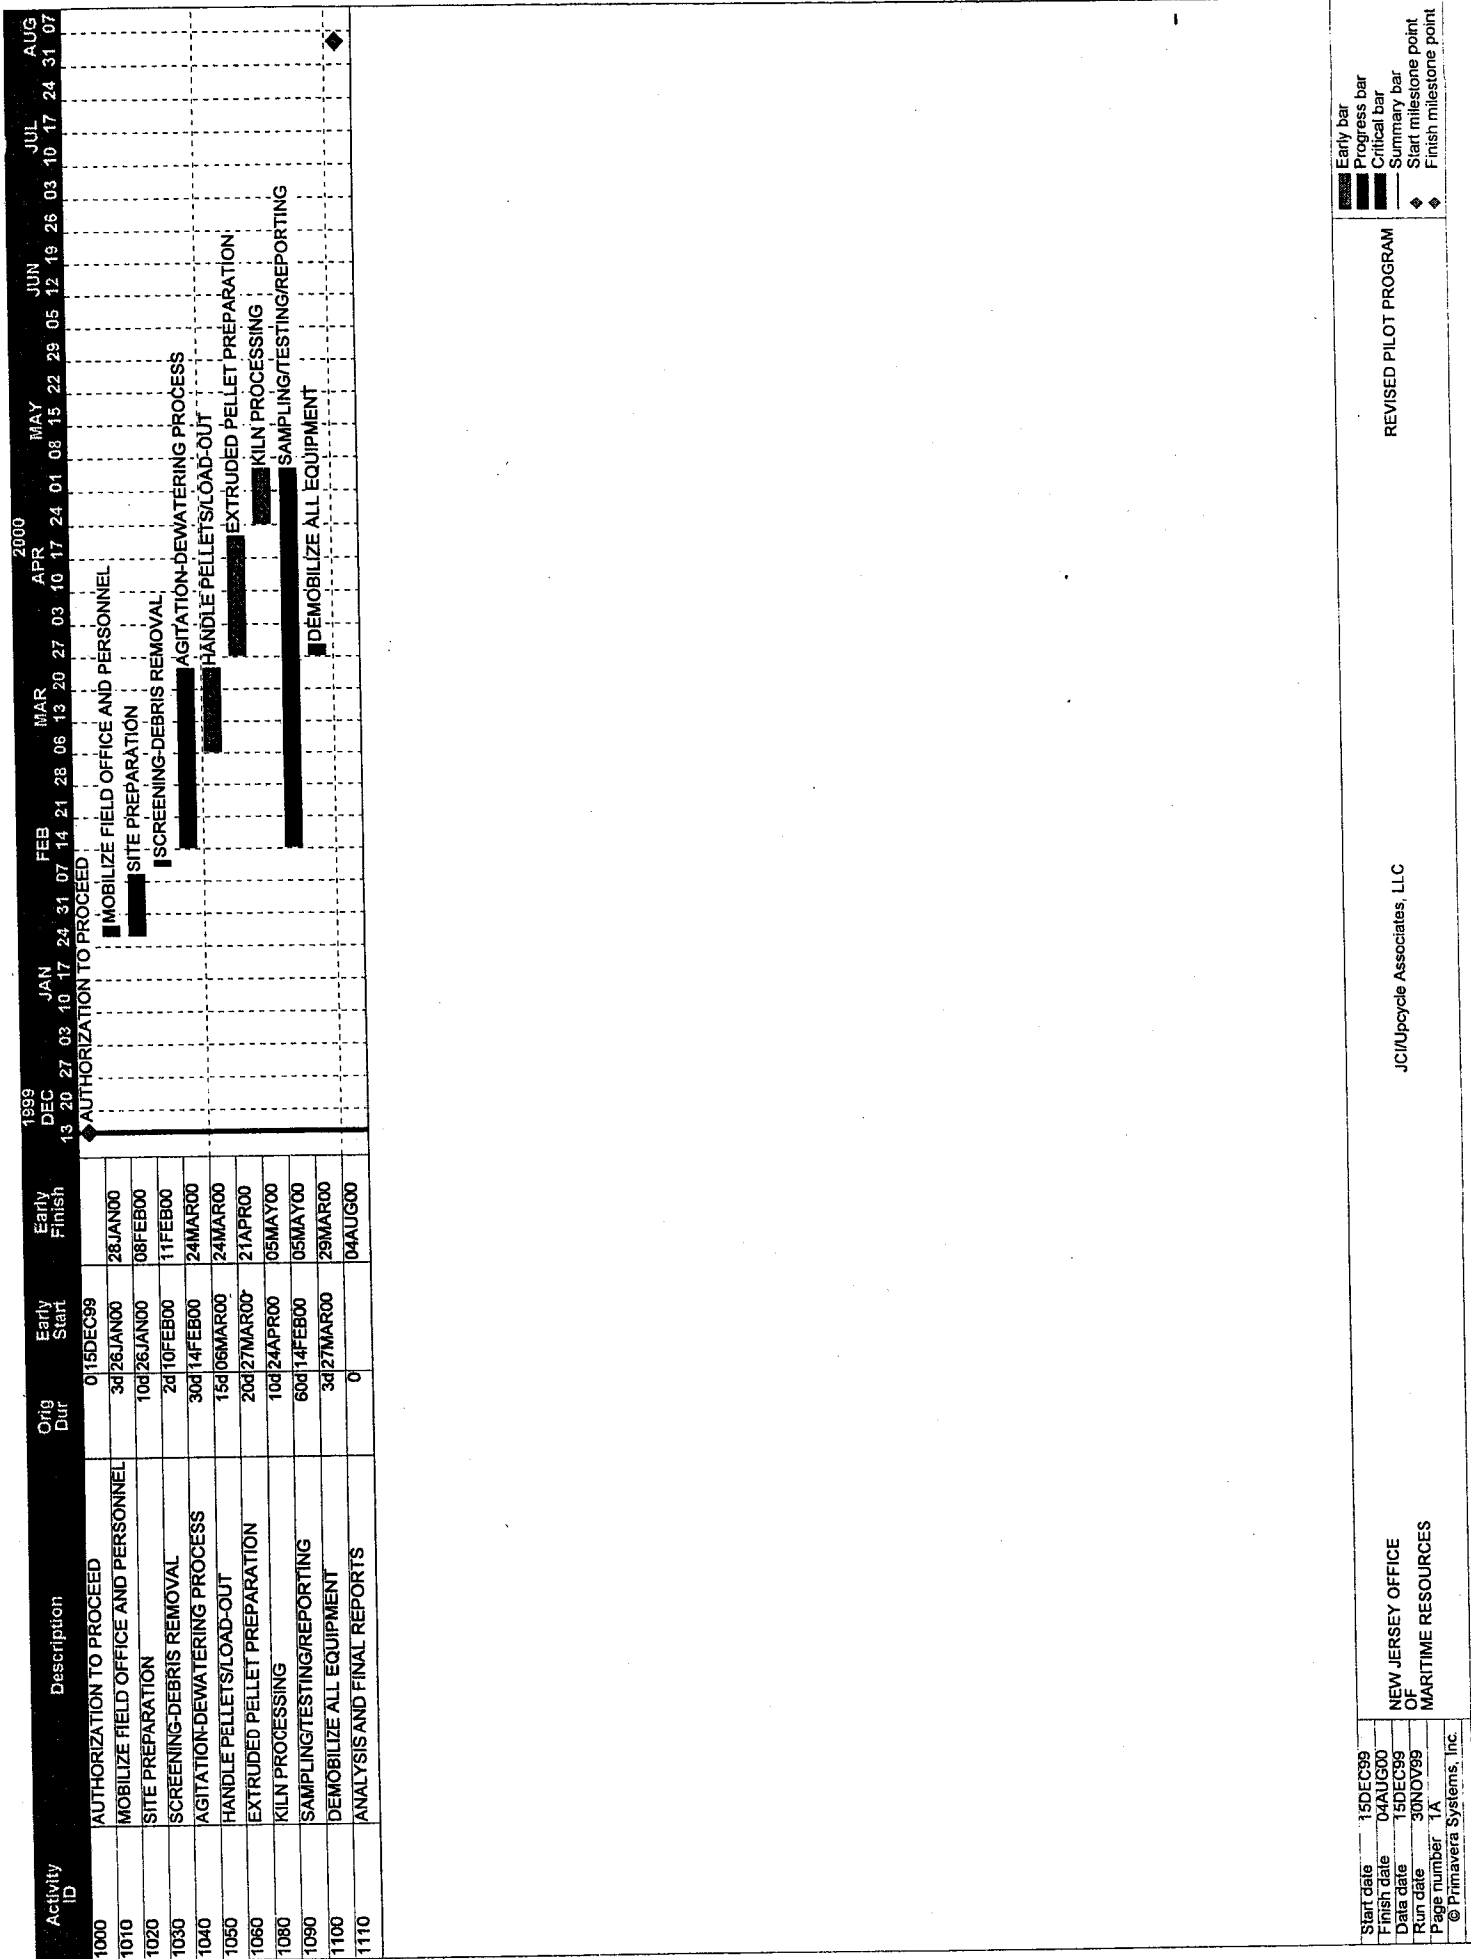 Activity ID Description Orig Dur Early Start Early Finish
1999 2000
DEC JAN FEB MAR APR MAY JUN JUL AUG
13 20 27 03 10 17 24 31 07 14 21 28 06 13 20 27 03 10 17 24 01 08 15 22 29 05 12 19 26 03 10 17 24 31 07
1000 AUTHORIZATION TO PROCEED 0 15DEC99 AUTHORIZATION TO PROCEED
1010 MOBILIZE FIELD OFFICE AND PERSONNEL 3d 26JAN00 28JAN00 MOBILIZE FIELD OFFICE AND PERSONNEL
1020 SITE PREPARATION 10d 26JAN00 08FEB00 SITE PREPARATION
1030 SCREENING-DEBRIS REMOVAL 2d 10FEB00 11FEB00 SCREENING-DEBRIS REMOVAL
1040 AGITATION-DEWATERING PROCESS 30d 14FEB00 24MAR00 AGITATION-DEWATERING PROCESS
1050 HANDLE PELLETS/LOAD-OUT 15d 06MAR00 24MAR00 HANDLE PELLETS/LOAD-OUT
1060 EXTRUDED PELLET PREPARATION 20d 27MAR00* 21APR00 EXTRUDED PELLET PREPARATION
1080 KILN PROCESSING 10d 24APR00 05MAY00 KILN PROCESSING
1090 SAMPLING/TESTING/REPORTING 60d 14FEB00 05MAY00 SAMPLING/TESTING/REPORTING
1100 DEMOBILIZE ALL EQUIPMENT 3d 27MAR00 29MAR00 DEMOBILIZE ALL EQUIPMENT
1110 ANALYSIS AND FINAL REPORTS 0 04AUG00
Start date 15DEC99
Finish date 04AUG00
Data date 15DEC99
Run date 30NOV99
Page number 1A
© Primavera Systems, Inc.
NEW JERSEY OFFICE
OF
MARITIME RESOURCES
JCI/Upcycle Associates, LLC
REVISED PILOT PROGRAM
Early bar
Progress bar
Critical bar
Summary bar
Start milestone point
Finish milestone point